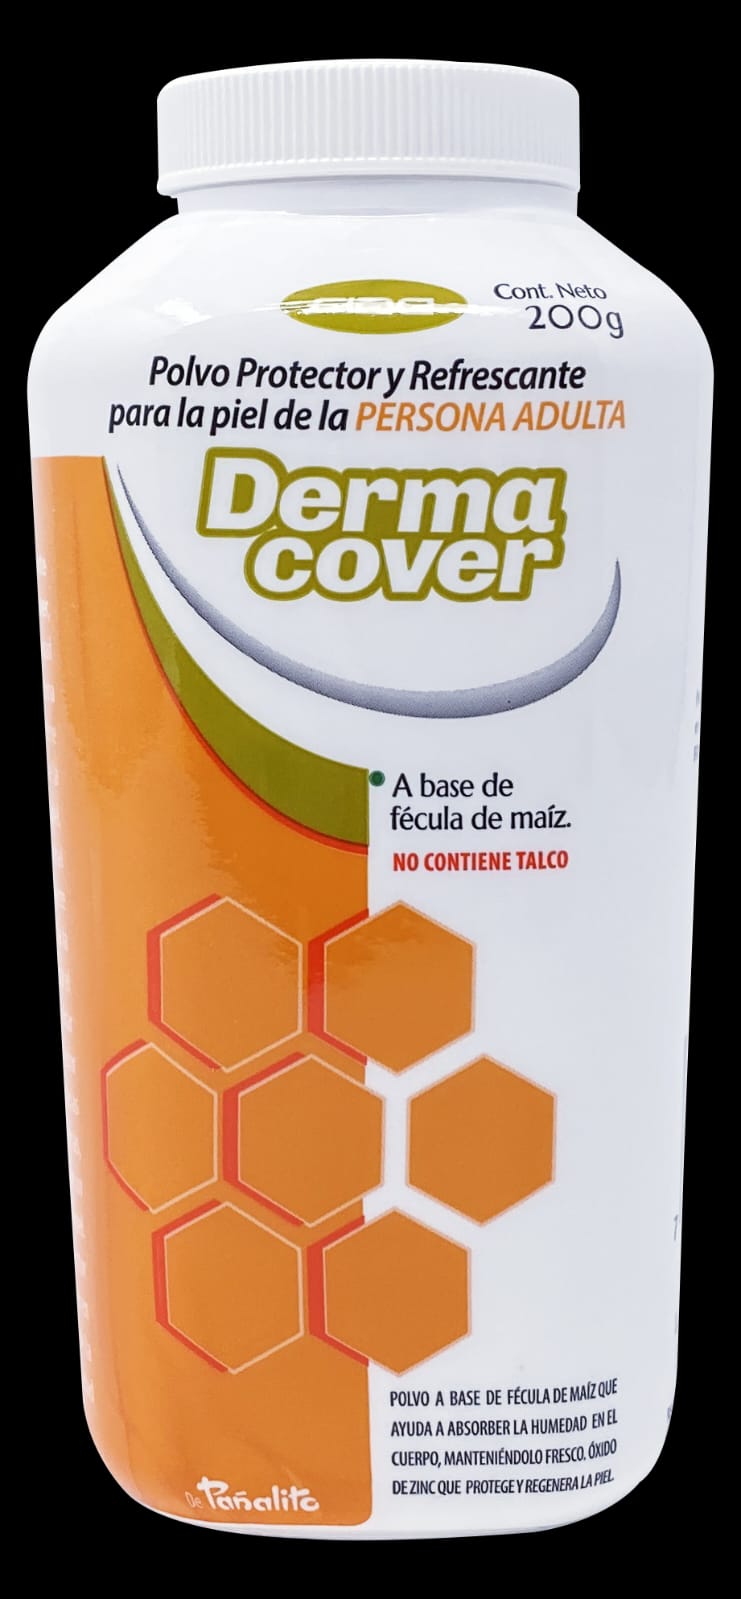 Cont. Neto
200g
Polvo Protector y Refrescante
para la piel de la PERSONA ADULTA
Derma
cover
A base de
fécula de maíz.
NO CONTIENE TALCO
POLVO A BASE DE FÉCULA DE MAÍZ QUE
AYUDA A ABSORBER LA HUMEDAD EN EL
CUERPO, MANTENIÉNDOLO FRESCO. ÓXIDO
DE ZINC QUE PROTEGE Y REGENERA LA PIEL.
De Pañalito